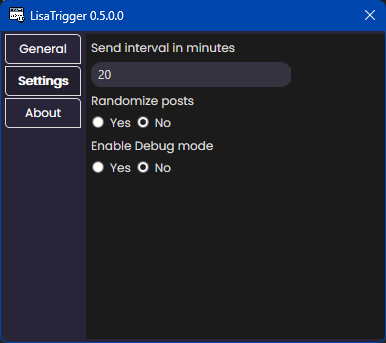 LisaTrigger 0.5.0.0
General
Settings
About
Send interval in minutes
20
Randomize posts
Yes No
Enable Debug mode
Yes No